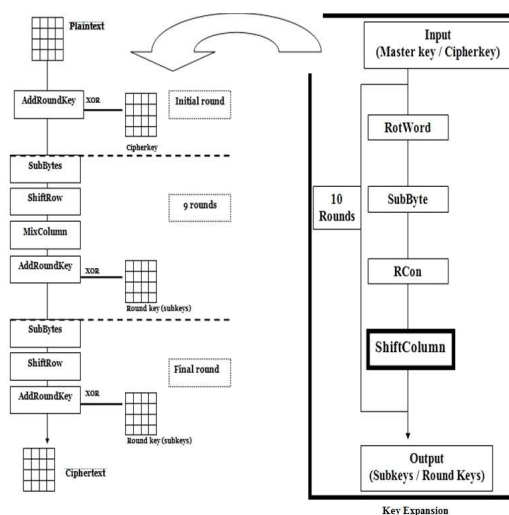 Plaintext
AddRoundKey
XOR
Cipherkey
Initial round
SubBytes
ShiftRow
MixColumn
AddRoundKey
XOR
Round key (subkeys)
9 rounds
SubBytes
ShiftRow
AddRoundKey
XOR
Round key (subkeys)
Final round
Ciphertext
Input
(Master key / Cipherkey)
RotWord
10
Rounds
SubByte
RCon
ShiftColumn
Output
(Subkeys / Round Keys)
Key Expansion